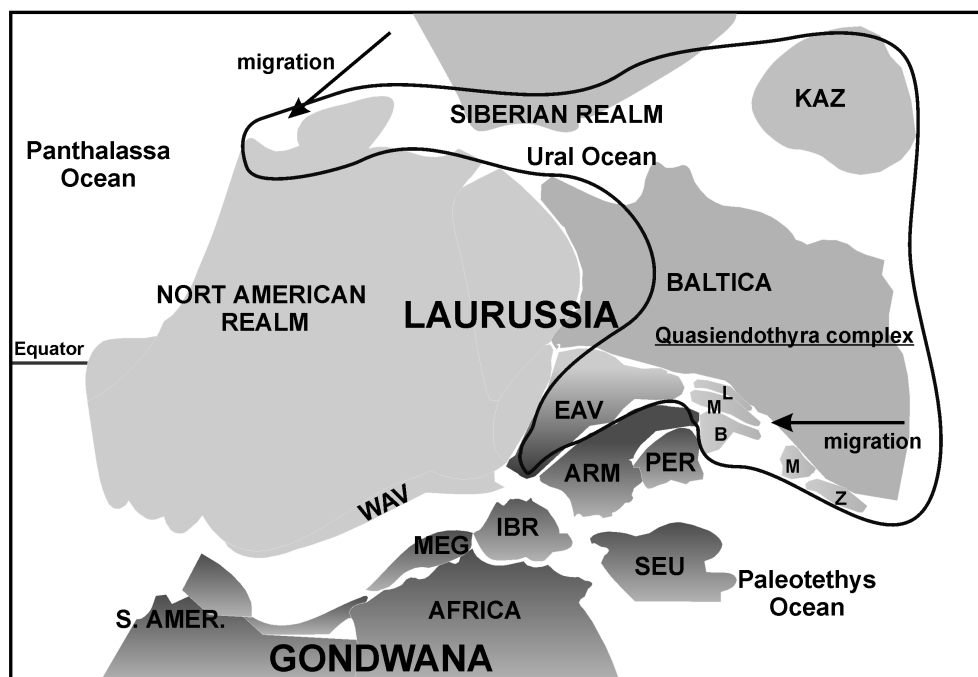 migration
KAZ
SIBERIAN REALM
Panthalassa
Ocean
Ural Ocean
NORT AMERICAN
REALM
LAURUSSIA
BALTICA
Quasiendothyra complex
Equator
EAV
L
M
B
migration
M
Z
ARM
PER
WAV
IBR
MEG
SEU
Paleotethys
Ocean
S. AMER.
AFRICA
GONDWANA